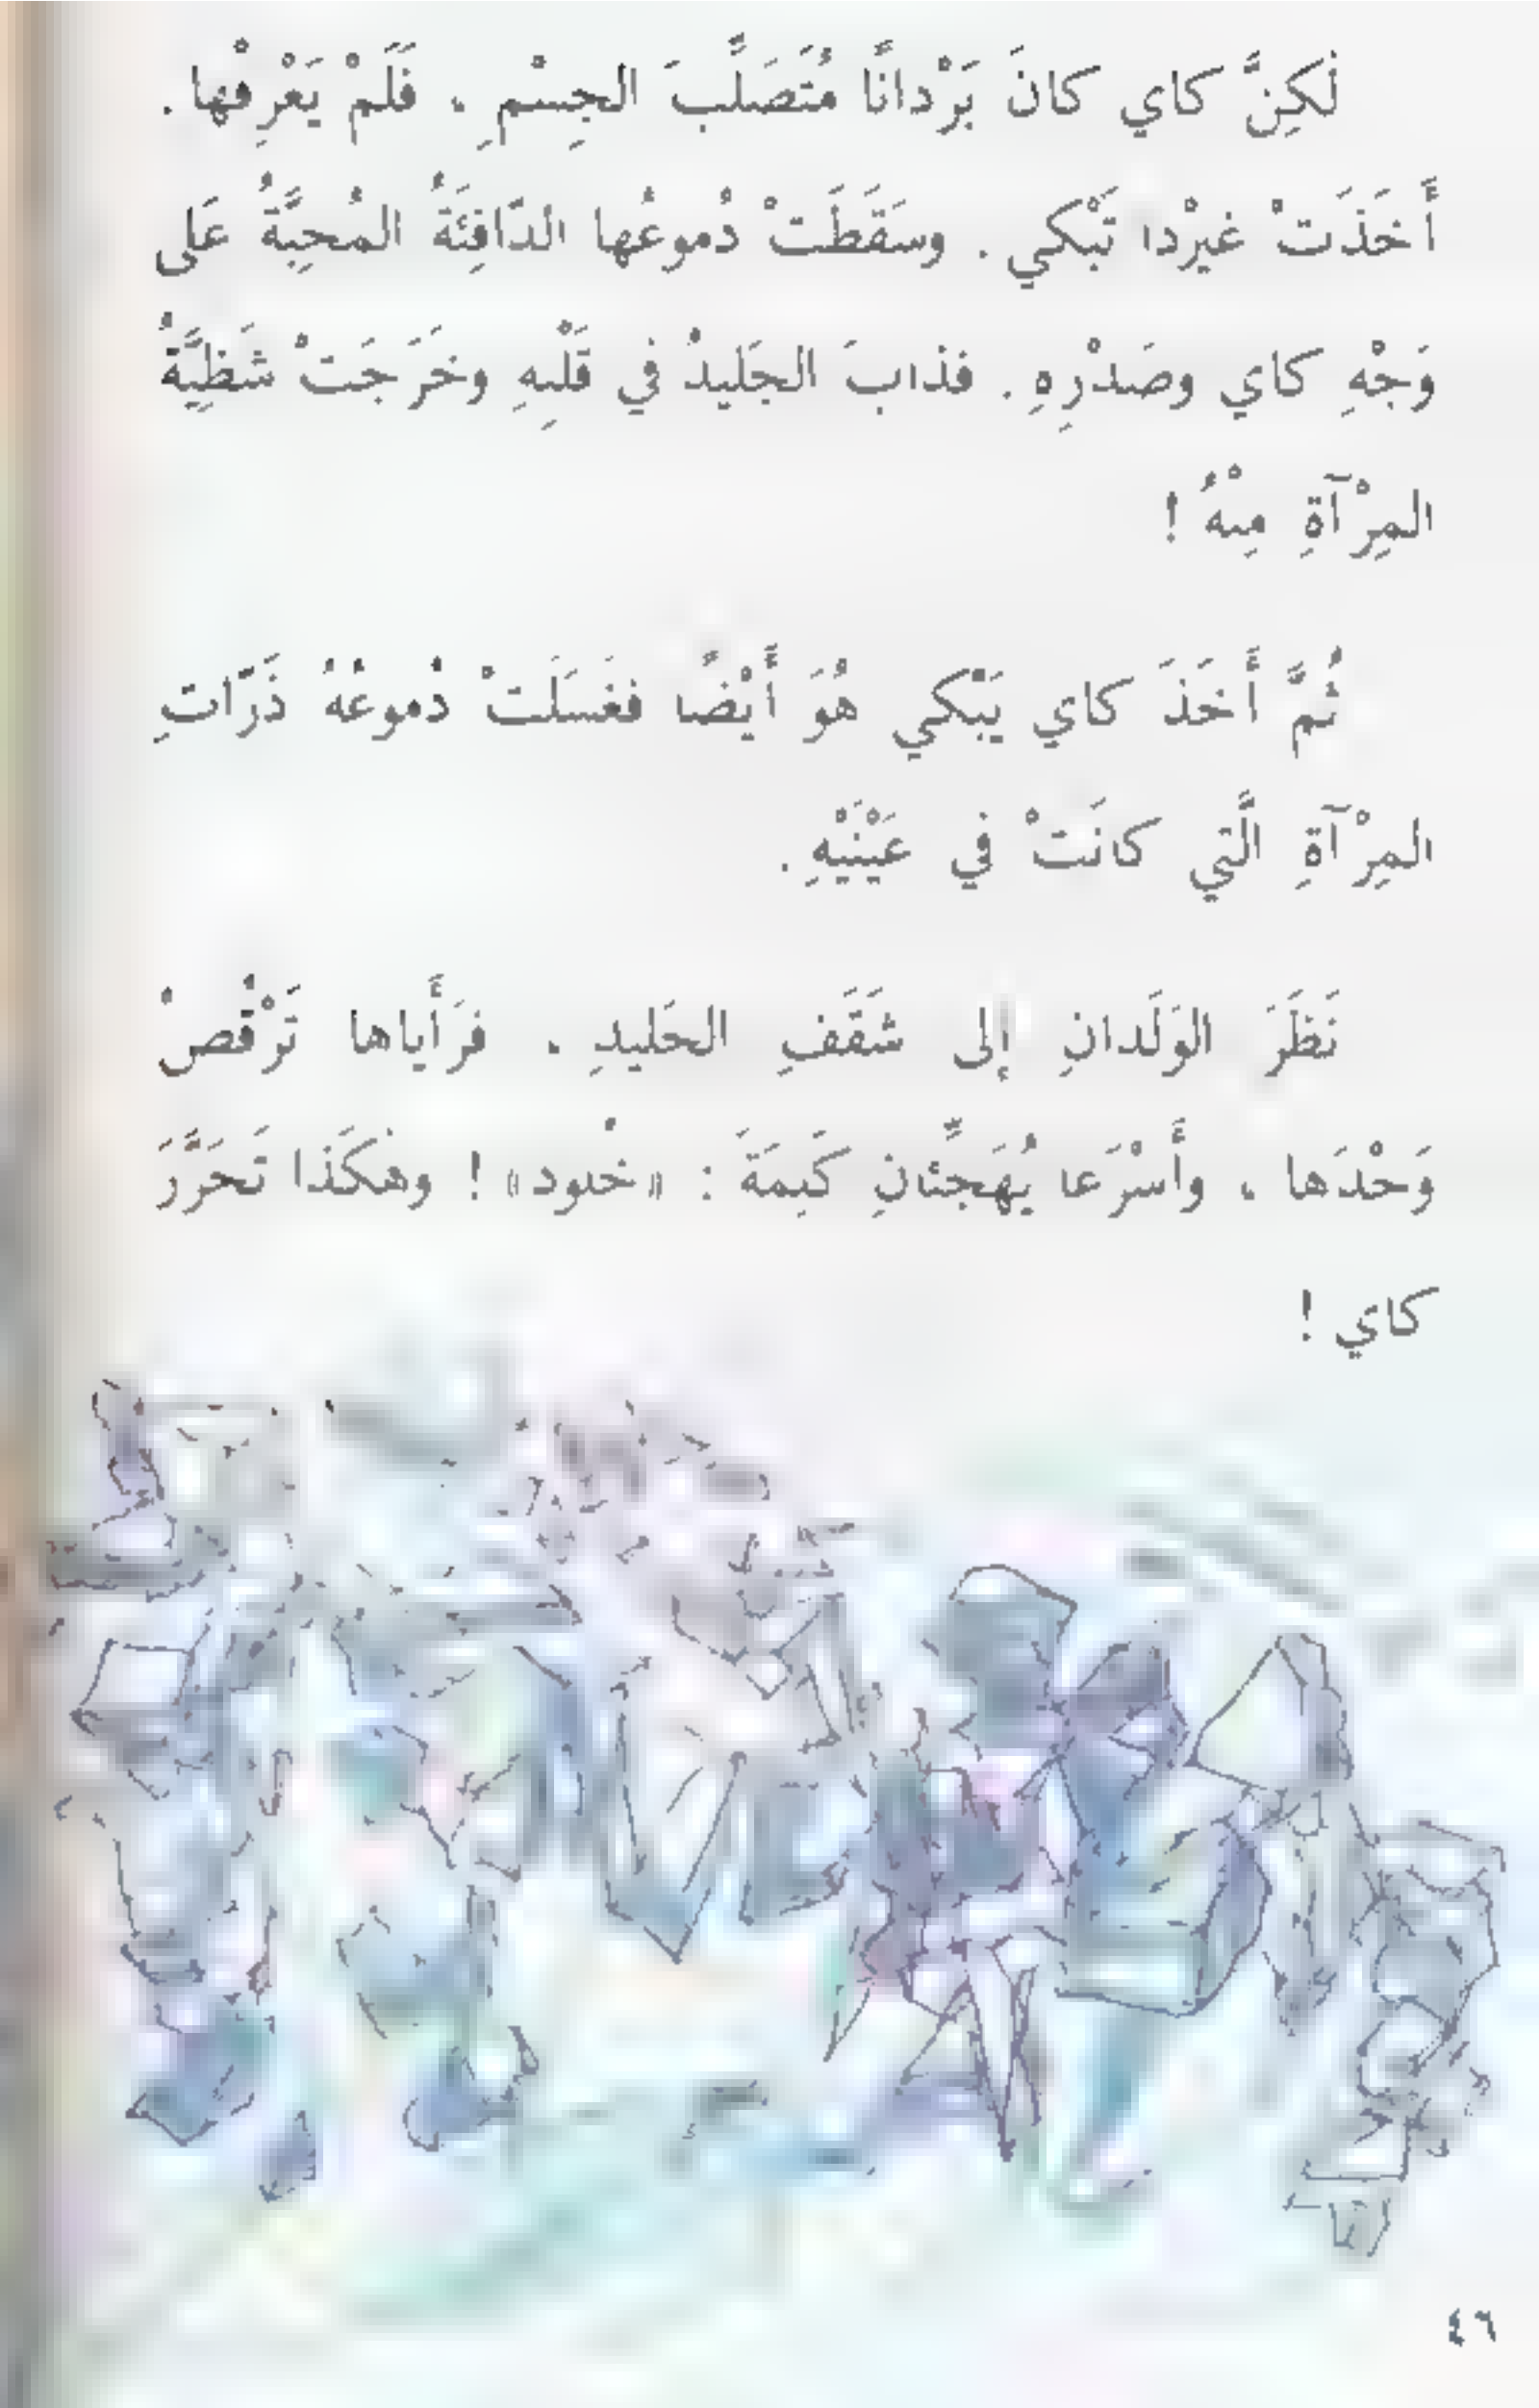 لٰكِنَّ كاي كانَ بَرْدانًا مُتَصَلِّبَ الجِسْمِ ، فَلَمْ يَعْرِفْها .
أَخَذَتْ غيرْدا تَبْكي . وسَقَطَتْ دُموعُها الدّافِئَةُ المُحِبَّةُ عَلى
وَجْهِ كاي وصَدْرِهِ . فذابَ الجَليدُ في قَلْبِهِ وخَرَجَتْ شَظِيَّةُ
المِرْآةِ مِنْهُ !
ثُمَّ أَخَذَ كاي يَبْكي هُوَ أَيْضًا فغَسَلَتْ دُموعُهُ ذَرّاتِ
المِرْآةِ الَّتي كانَتْ في عَيْنَيْهِ .
نَظَرَ الوَلَدانِ إلى شَقَفِ الجَليدِ ، فرَأَياها تَرْقُصُ
وَحْدَها ، وأَسْرَعا يُهَجِّئانِ كَلِمَةَ : «خُلود» ! وهٰكَذا تَحَرَّرَ
كاي !
٤٦